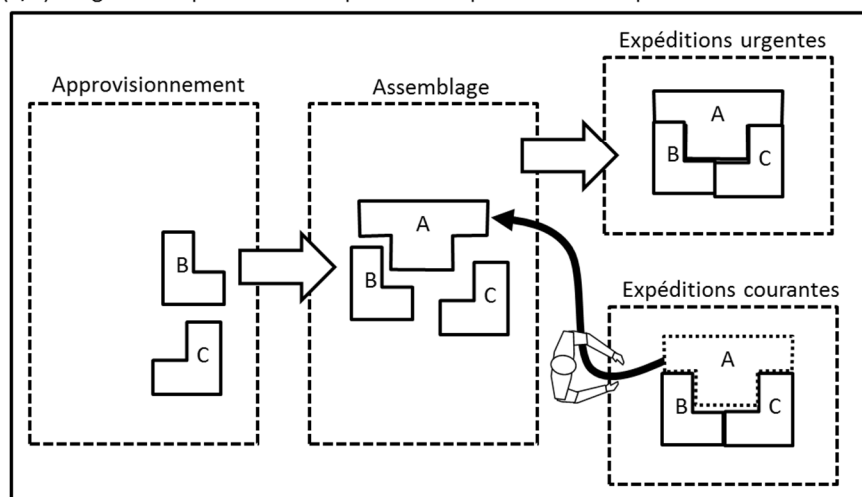 Expéditions urgentes
Approvisionnement
Assemblage
A
B
C
A
B
B
C
C
Expéditions courantes
A
B
C